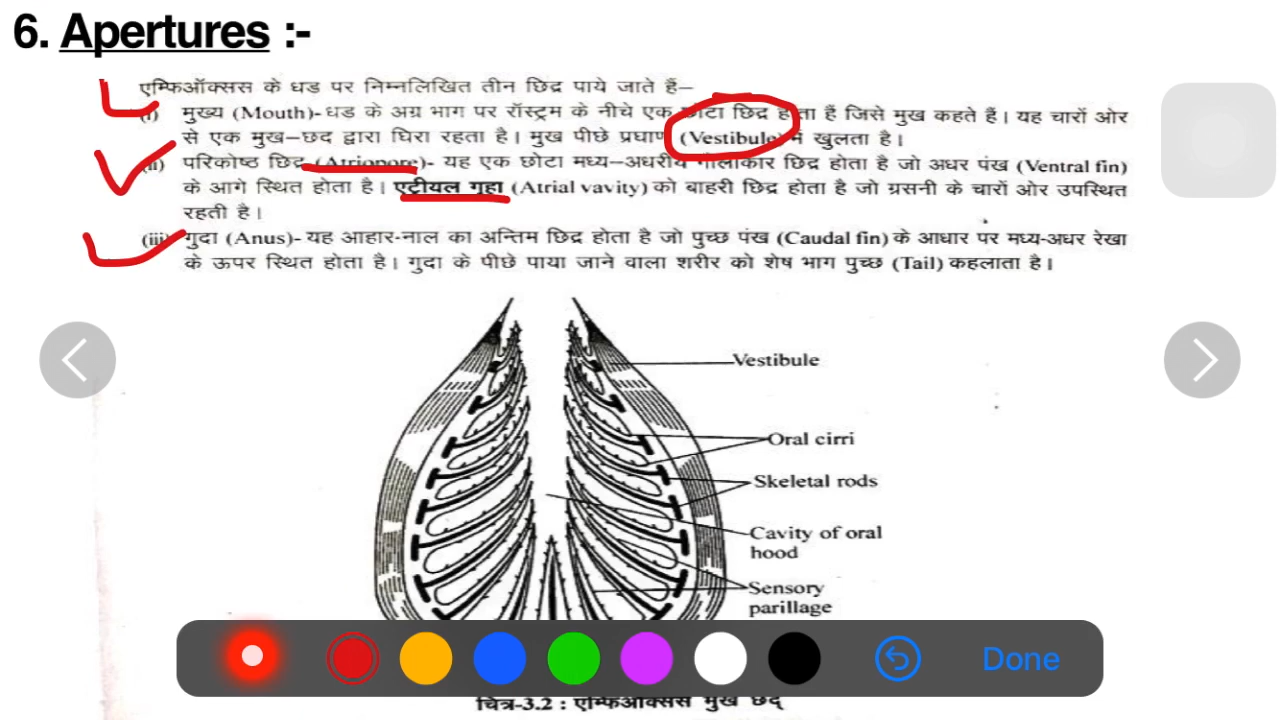 6. Apertures :-
एम्फिऑक्सस के धड पर निम्नलिखित तीन छिद्र पाये जाते हैं–
(i) मुख्य (Mouth)- धड के अग्र भाग पर रॉस्ट्रम के नीचे एक छोटा छिद्र होता हैं जिसे मुख कहते हैं। यह चारों ओर
से एक मुख–छद द्वारा घिरा रहता है। मुख पीछे प्रघाण (Vestibule) में खुलता है।
(ii) परिकोष्ठ छिद्र (Atriopore)- यह एक छोटा मध्य–अधरीय गोलाकार छिद्र होता है जो अधर पंख (Ventral fin)
के आगे स्थित होता है। एट्रीयल गुहा (Atrial vavity) को बाहरी छिद्र होता है जो ग्रसनी के चारों ओर उपस्थित
रहती है।
(iii) गुदा (Anus)- यह आहार-नाल का अन्तिम छिद्र होता है जो पुच्छ पंख (Caudal fin) के आधार पर मध्य-अधर रेखा
के ऊपर स्थित होता है। गुदा के पीछे पाया जाने वाला शरीर को शेष भाग पुच्छ (Tail) कहलाता है।
Vestibule
Oral cirri
Skeletal rods
Cavity of oral
hood
Sensory
parillage
Done
चित्र-3.2 : एम्फिऑक्सस मुख छद्